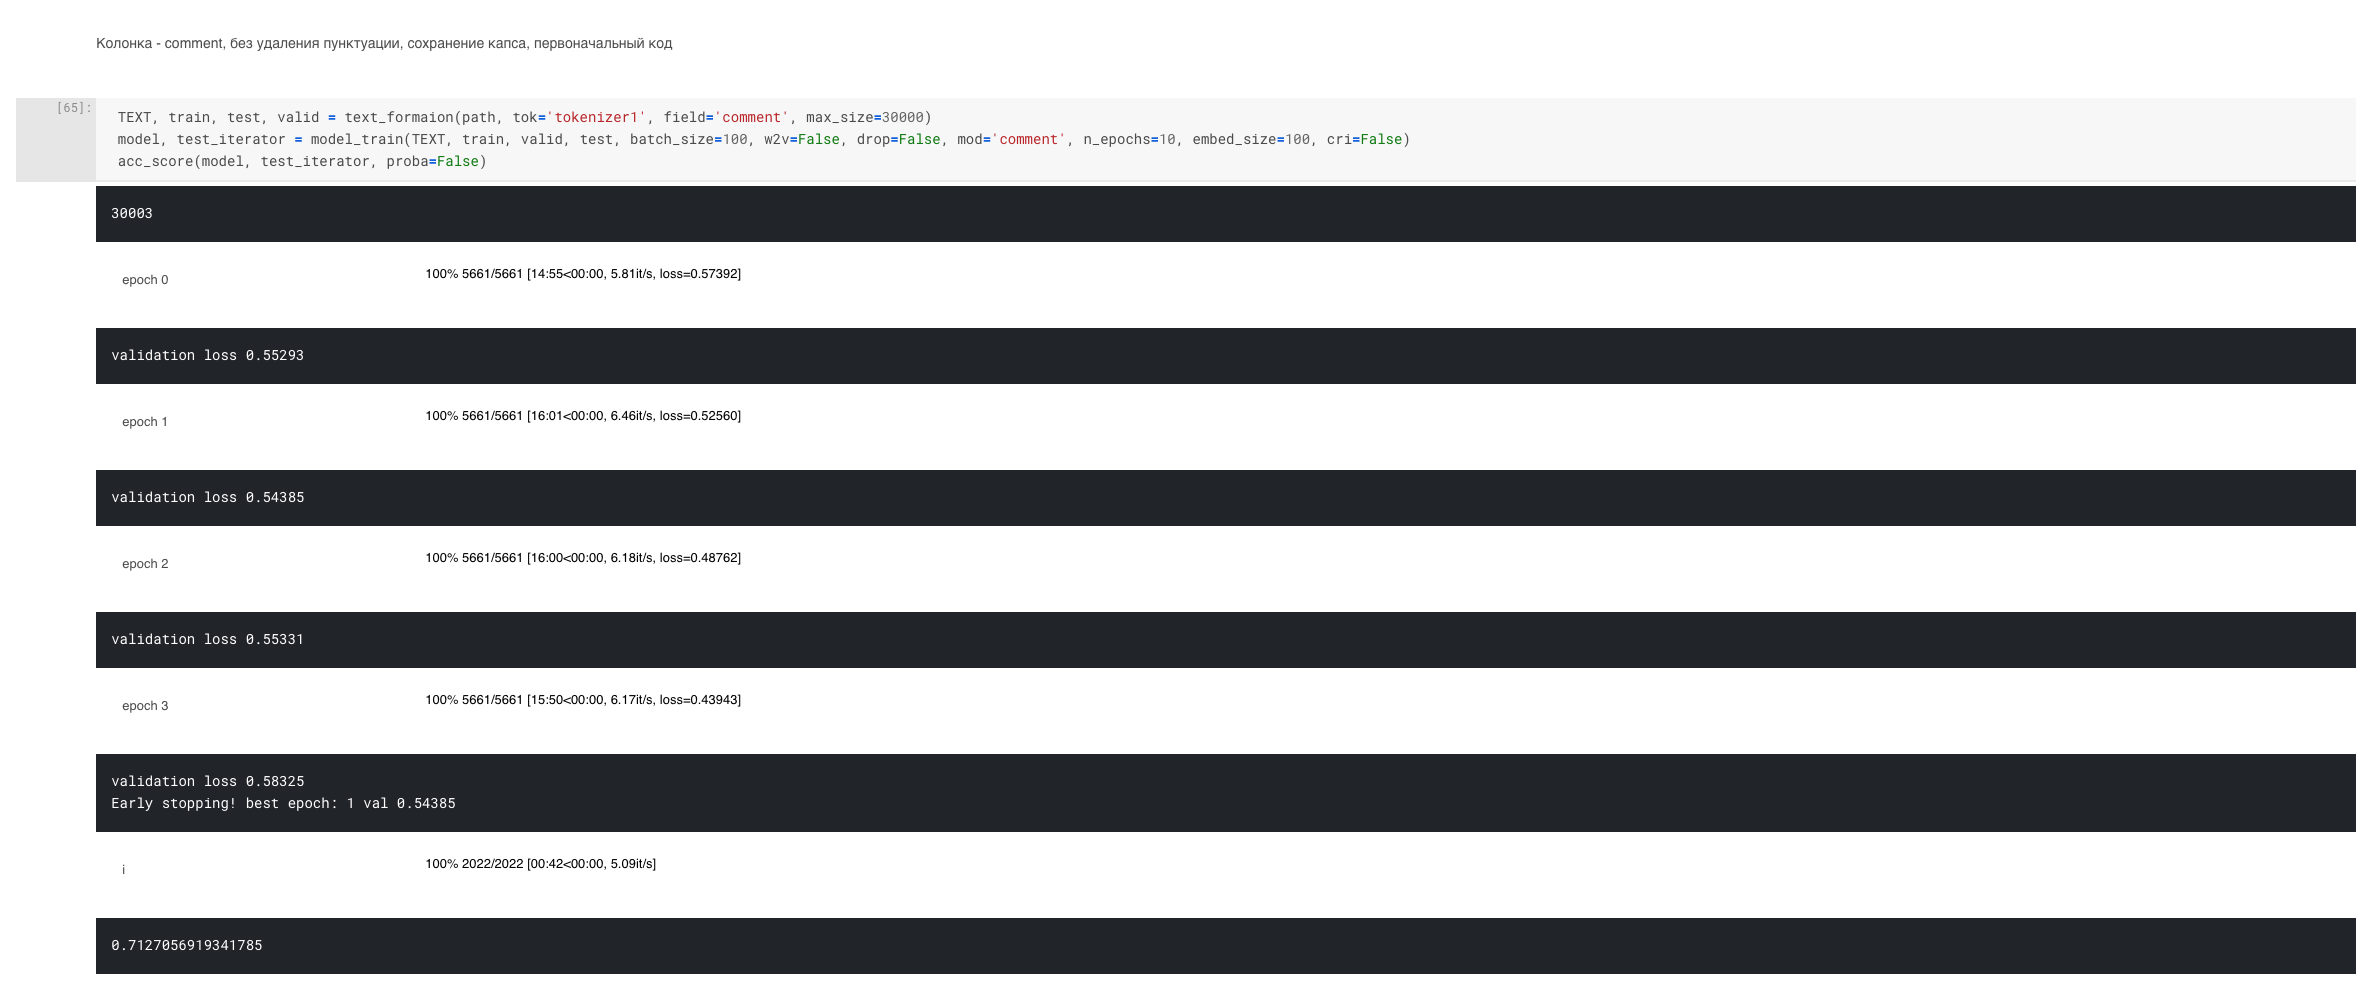 Колонка - comment, без удаления пунктуации, сохранение капса, первоначальный код
[65]:
TEXT, train, test, valid = text_formaion(path, tok='tokenizer1', field='comment', max_size=30000)
model, test_iterator = model_train(TEXT, train, valid, test, batch_size=100, w2v=False, drop=False, mod='comment', n_epochs=10, embed_size=100, cri=False)
acc_score(model, test_iterator, proba=False)
30003
epoch 0 100% 5661/5661 [14:55<00:00, 5.81it/s, loss=0.57392]
validation loss 0.55293
epoch 1 100% 5661/5661 [16:01<00:00, 6.46it/s, loss=0.52560]
validation loss 0.54385
epoch 2 100% 5661/5661 [16:00<00:00, 6.18it/s, loss=0.48762]
validation loss 0.55331
epoch 3 100% 5661/5661 [15:50<00:00, 6.17it/s, loss=0.43943]
validation loss 0.58325
Early stopping! best epoch: 1 val 0.54385
i 100% 2022/2022 [00:42<00:00, 5.09it/s]
0.7127056919341785